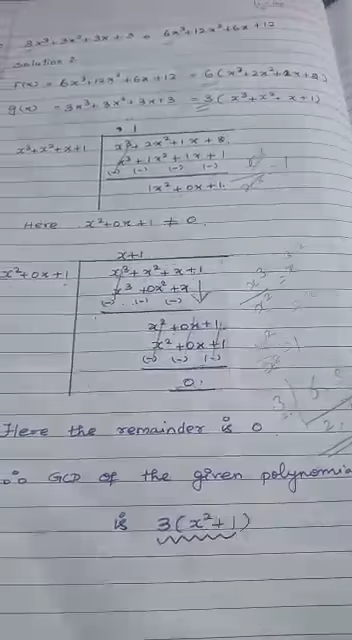 3x³+3x²+3x+3, 6x³+12x²+6x+12
Solution :
f(x) = 6x³+12x²+6x+12 = 6(x³+2x²+x+2)
g(x) = 3x³+3x²+3x+3 = 3(x³+x²+x+1)
1
x³+x²+x+1 x³+2x²+1x+2
x³+1x²+1x+1
(-) (-) (-) (-)
1x²+0x+1
Here x²+0x+1 ≠ 0
x+1
x²+0x+1 x³+x²+x+1
x³+0x²+x
(-) (-) (-)
x²+0x+1
x²+0x+1
(-) (-) (-)
0
Here the remainder is 0
∴ GCD of the given polynomia
is 3(x²+1)